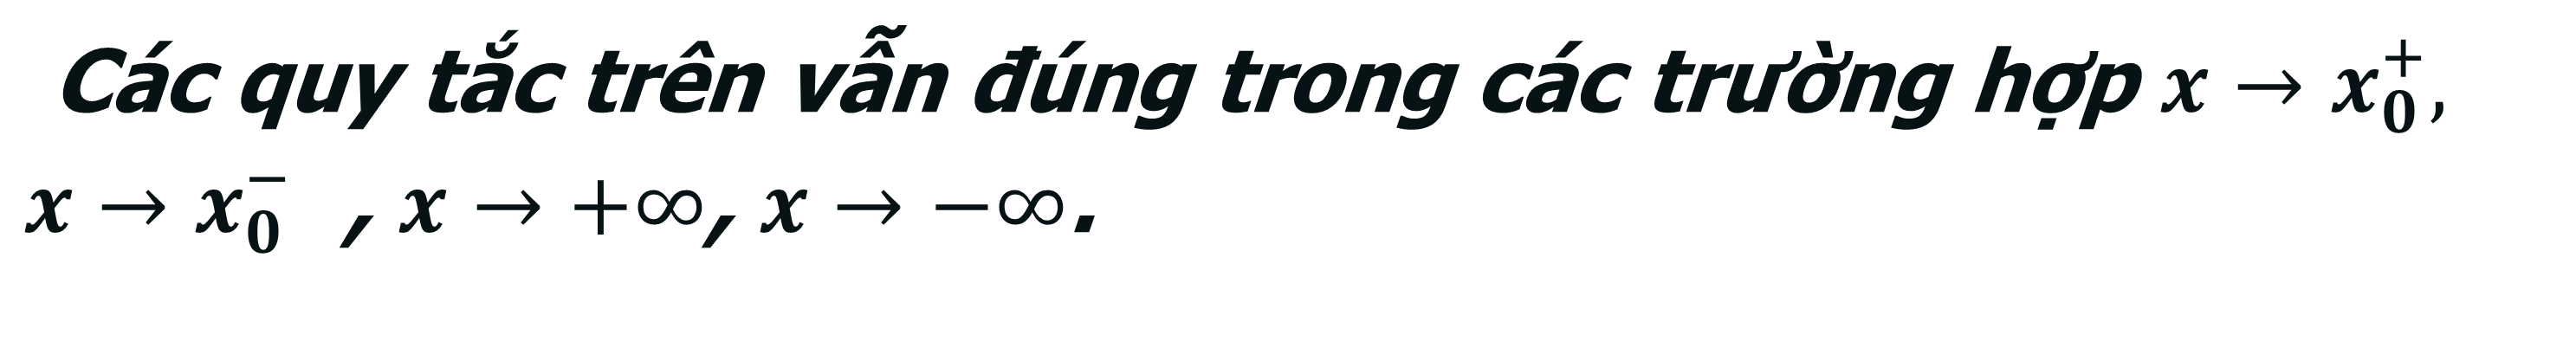 Các quy tắc trên vẫn đúng trong các trường hợp x → x₀⁺,
x → x₀⁻ , x → +∞, x → −∞.